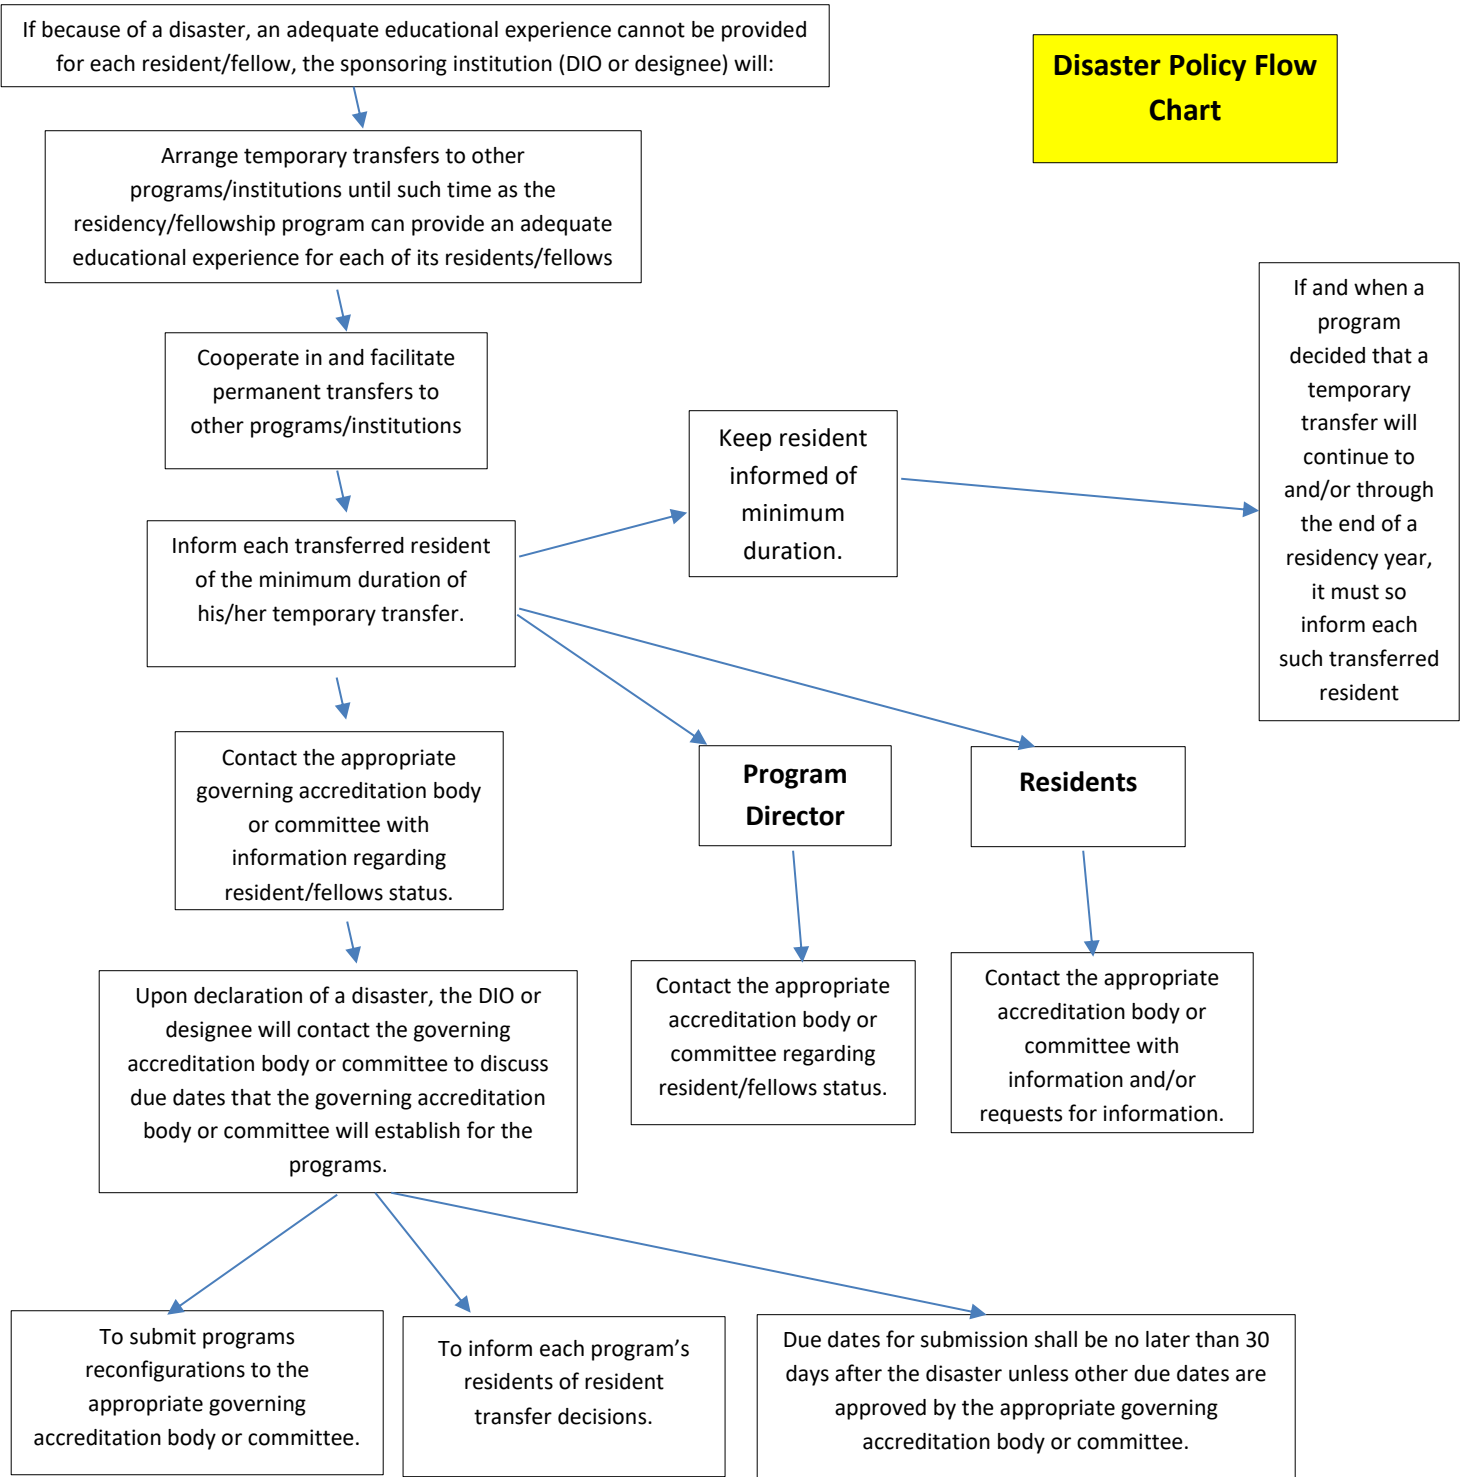 If because of a disaster, an adequate educational experience cannot be provided
for each resident/fellow, the sponsoring institution (DIO or designee) will:
Disaster Policy Flow
Chart
Arrange temporary transfers to other
programs/institutions until such time as the
residency/fellowship program can provide an adequate
educational experience for each of its residents/fellows
Cooperate in and facilitate
permanent transfers to
other programs/institutions
Keep resident
informed of
minimum
duration.
If and when a
program
decided that a
temporary
transfer will
continue to
and/or through
the end of a
residency year,
it must so
inform each
such transferred
resident
Inform each transferred resident
of the minimum duration of
his/her temporary transfer.
Contact the appropriate
governing accreditation body
or committee with
information regarding
resident/fellows status.
Program
Director
Residents
Upon declaration of a disaster, the DIO or
designee will contact the governing
accreditation body or committee to discuss
due dates that the governing accreditation
body or committee will establish for the
programs.
Contact the appropriate
accreditation body or
committee regarding
resident/fellows status.
Contact the appropriate
accreditation body or
committee with
information and/or
requests for information.
To submit programs
reconfigurations to the
appropriate governing
accreditation body or committee.
To inform each program’s
residents of resident
transfer decisions.
Due dates for submission shall be no later than 30
days after the disaster unless other due dates are
approved by the appropriate governing
accreditation body or committee.